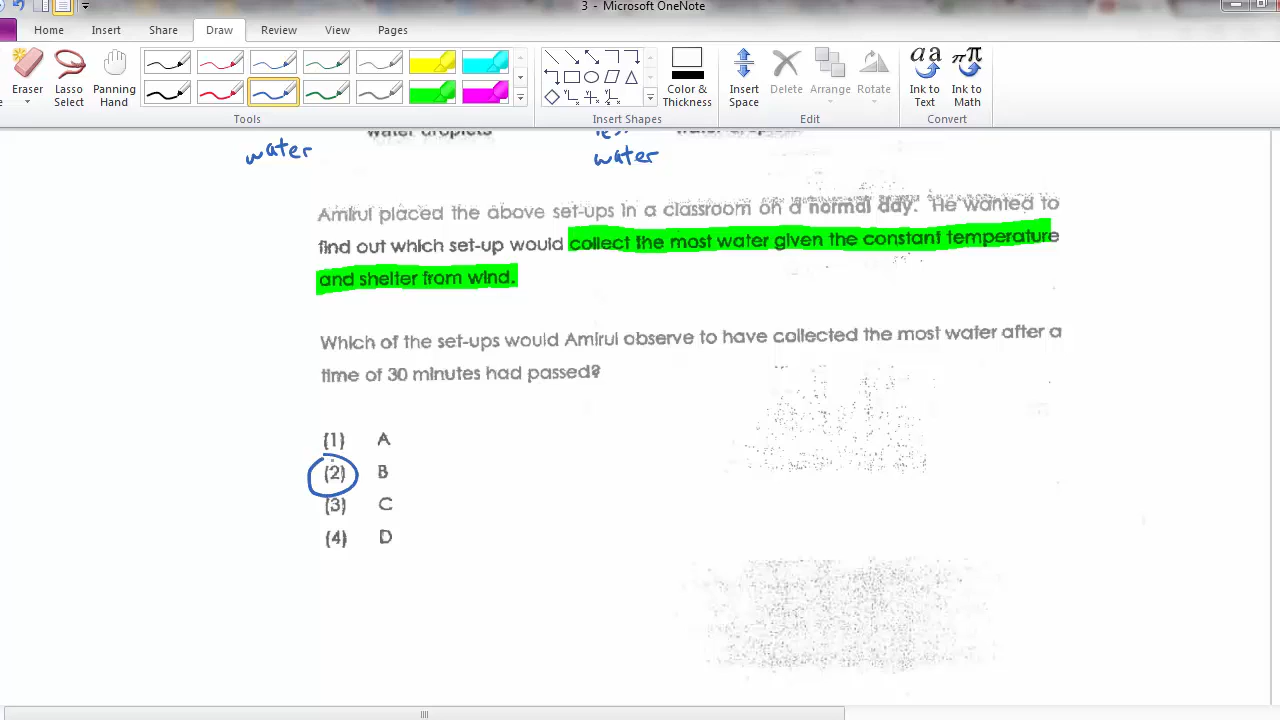 3 - Microsoft OneNote
Home Insert Share Draw Review View Pages
Eraser
Lasso Select
Panning Hand
Color & Thickness
Insert Space
Delete
Arrange
Rotate
Ink to Text
Ink to Math
Tools
Insert Shapes
Edit
Convert
water droplets
water
water
Amirul placed the above set-ups in a classroom on a normal day. He wanted to
find out which set-up would collect the most water given the constant temperature
and shelter from wind.
Which of the set-ups would Amirul observe to have collected the most water after a
time of 30 minutes had passed?
(1) A
(2) B
(3) C
(4) D